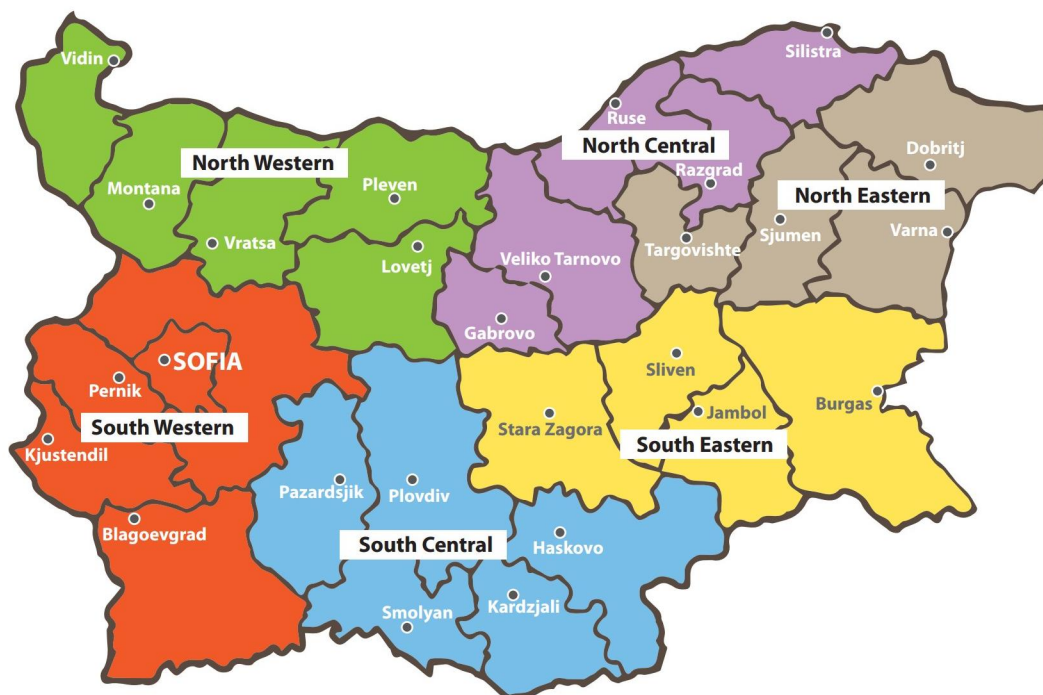 Silistra
Vidin
Ruse
North Central
Dobritj
North Western
Razgrad
Pleven
Montana
North Eastern
Sjumen
Varna
Vratsa
Lovetj
Targovishte
Veliko Tarnovo
Gabrovo
SOFIA
Sliven
Pernik
Burgas
Jambol
Stara Zagora
South Western
South Eastern
Kjustendil
Pazardsjik
Plovdiv
Blagoevgrad
South Central
Haskovo
Smolyan
Kardzjali